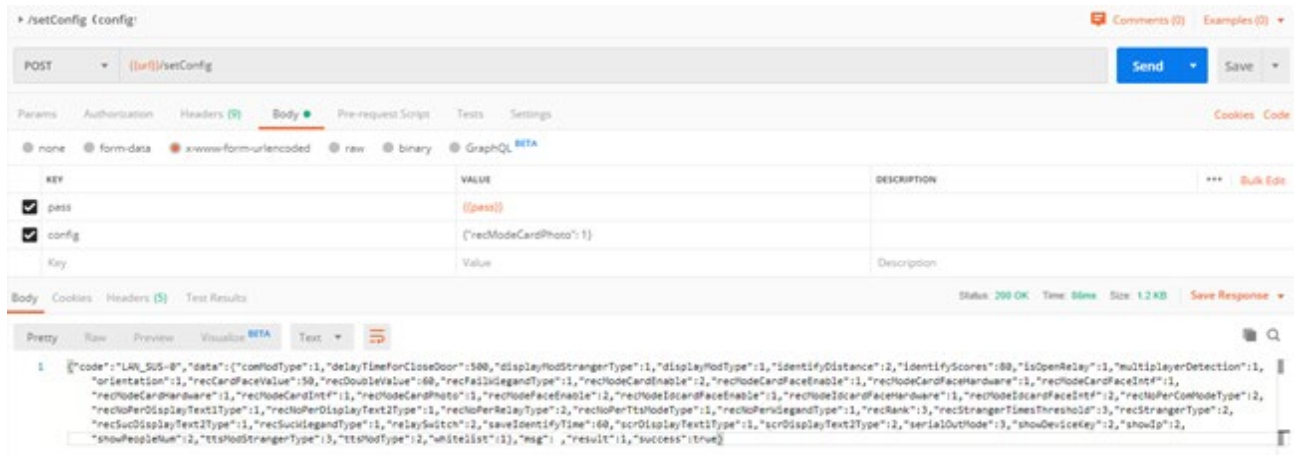 ▸ /setConfig (config:
Comments (0) Examples (0)
POST {{url}}/setConfig Send Save
Params Authorization Headers (9) Body Pre-request Script Tests Settings Cookies Code
none form-data x-www-form-urlencoded raw binary GraphQL BETA
KEY VALUE DESCRIPTION ••• Bulk Edit
pass {{pass}}
config {"recModeCardPhoto": 1}
Key Value Description
Body Cookies Headers (5) Test Results Status: 200 OK Time: 86ms Size: 1.2 KB Save Response
Pretty Raw Preview Visualize BETA Text
1 {"code":"LAN_SUS-0","data":{"comModType":1,"delayTimeForCloseDoor":500,"displayModStrangerType":1,"displayModType":1,"identifyDistance":2,"identifyScores":80,"isOpenRelay":1,"multiplayerDetection":1,
"orientation":1,"recCardFaceValue":50,"recDoubleValue":60,"recFailWiegandType":1,"recModeCardEnable":2,"recModeCardFaceEnable":1,"recModeCardFaceHardware":1,"recModeCardFaceIntf":1,
"recModeCardHardware":1,"recModeCardIntf":1,"recModeCardPhoto":1,"recModeFaceEnable":2,"recModeIdcardFaceEnable":1,"recModeIdcardFaceHardware":1,"recModeIdcardFaceIntf":2,"recNoPerComModeType":2,
"recNoPerDisplayText1Type":1,"recNoPerDisplayText2Type":1,"recNoPerRelayType":2,"recNoPerTtsModeType":1,"recNoPerWiegandType":1,"recRank":3,"recStrangerTimesThreshold":3,"recStrangerType":2,
"recSucDisplayText2Type":1,"recSucWiegandType":1,"relaySwitch":2,"saveIdentifyTime":60,"scrDisplayText1Type":1,"scrDisplayText2Type":2,"serialOutMode":3,"showDeviceKey":2,"showIp":2,
"showPeopleNum":2,"ttsModStrangerType":3,"ttsModType":2,"whitelist":1},"msg": ,"result":1,"success":true}